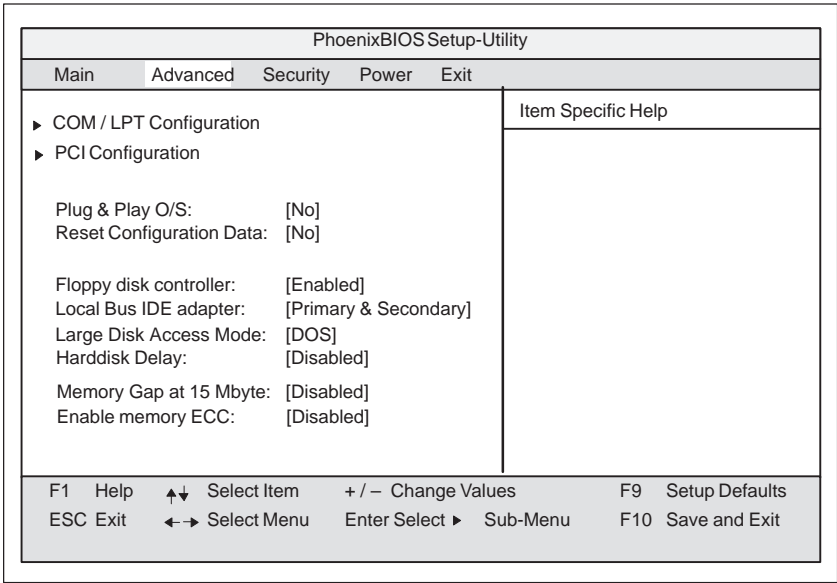 PhoenixBIOS Setup-Utility
Main Advanced Security Power Exit
Item Specific Help
▶ COM / LPT Configuration
▶ PCI Configuration
Plug & Play O/S: [No]
Reset Configuration Data: [No]
Floppy disk controller: [Enabled]
Local Bus IDE adapter: [Primary & Secondary]
Large Disk Access Mode: [DOS]
Harddisk Delay: [Disabled]
Memory Gap at 15 Mbyte: [Disabled]
Enable memory ECC: [Disabled]
F1 Help ▲▼ Select Item + / – Change Values F9 Setup Defaults
ESC Exit ◄► Select Menu Enter Select ▶ Sub-Menu F10 Save and Exit